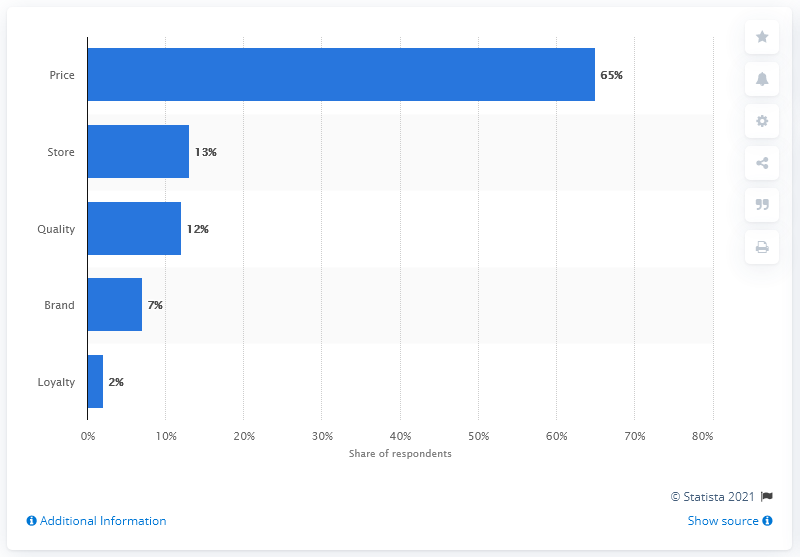 Price 65%
Store 13%
Quality 12%
Brand 7%
Loyalty 2%
0% 10% 20% 30% 40% 50% 60% 70% 80%
Share of respondents
© Statista 2021
Additional Information Show source